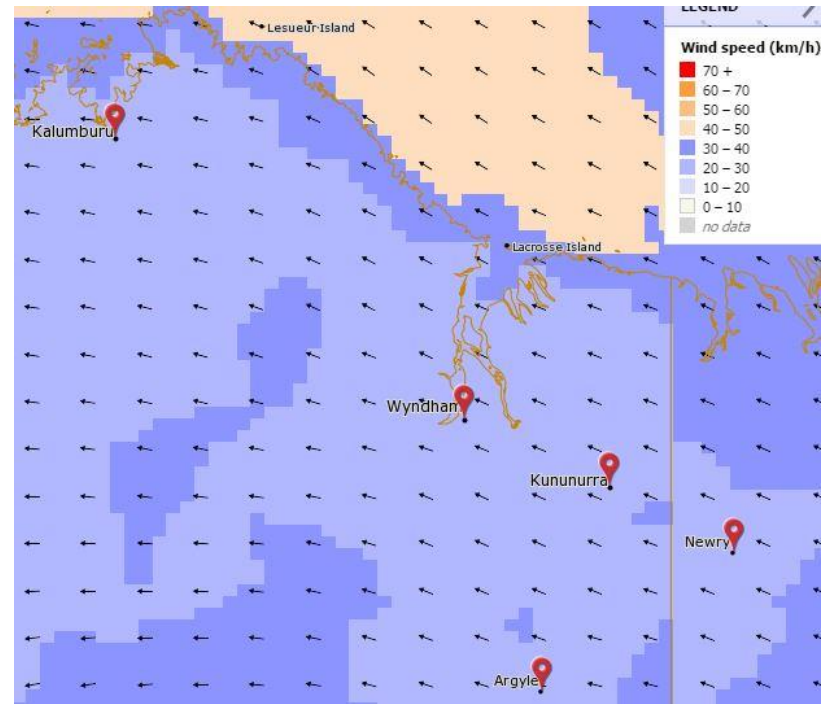 LEGEND
Wind speed (km/h)
70 +
60 – 70
50 – 60
40 – 50
30 – 40
20 – 30
10 – 20
0 – 10
no data
Lesueur Island
Kalumburu
Lacrosse Island
Wyndham
Kununurra
Newry
Argyle